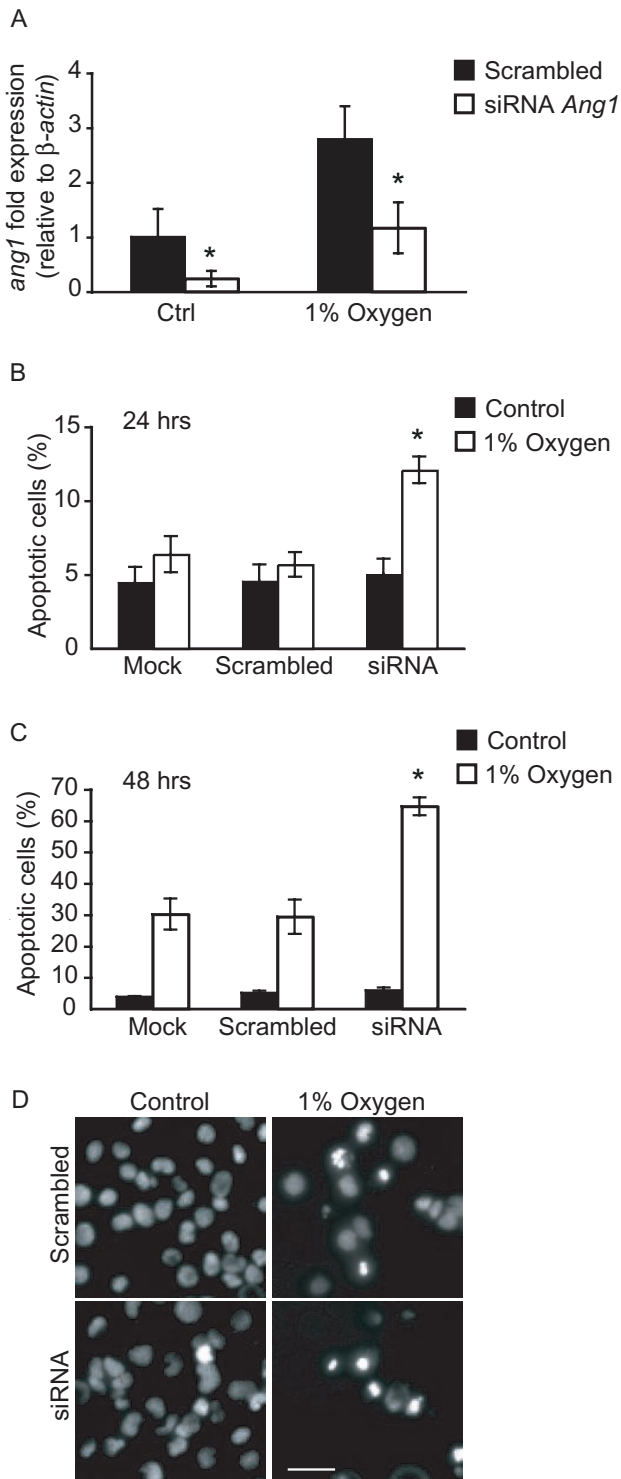 A
ang1 fold expression
(relative to β-actin)
4
3
2
1
0
* *
Ctrl 1% Oxygen
Scrambled
siRNA Ang1
B
24 hrs
Apoptotic cells (%)
15
10
5
0
*
Mock Scrambled siRNA
Control
1% Oxygen
C
48 hrs
Apoptotic cells (%)
70
60
50
40
30
20
10
0
*
Mock Scrambled siRNA
Control
1% Oxygen
D
Control 1% Oxygen
Scrambled
siRNA